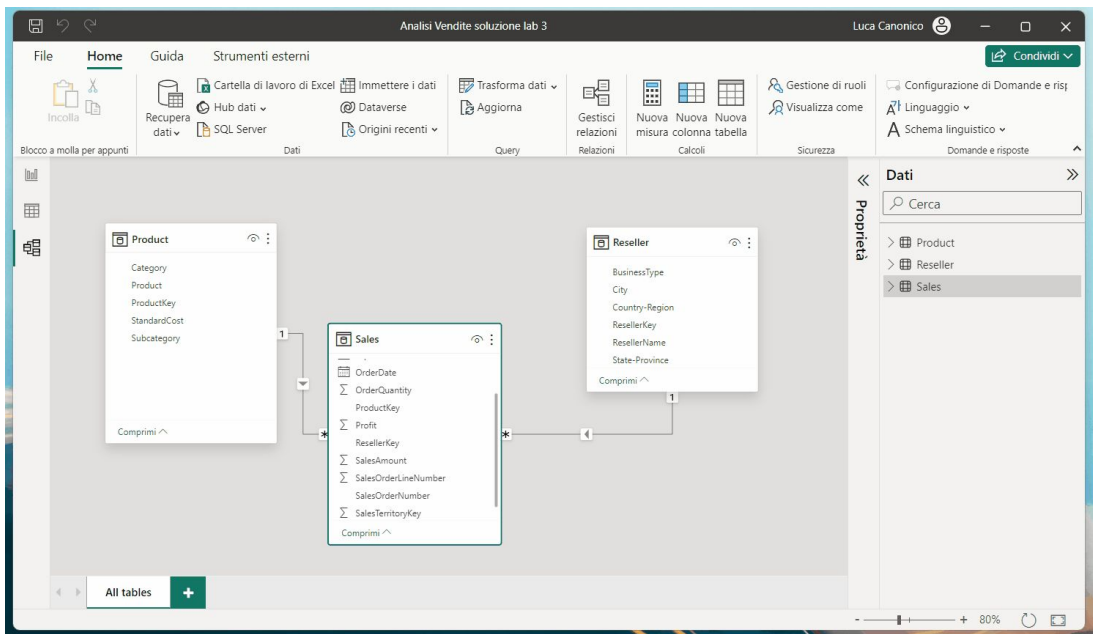 Analisi Vendite soluzione lab 3
Luca Canonico
File Home Guida Strumenti esterni
Condividi
Incolla
Blocco a molla per appunti
Recupera dati
Cartella di lavoro di Excel
Hub dati
SQL Server
Immettere i dati
Dataverse
Origini recenti
Dati
Trasforma dati
Aggiorna
Query
Gestisci relazioni
Relazioni
Nuova misura
Nuova colonna
Nuova tabella
Calcoli
Gestione di ruoli
Visualizza come
Sicurezza
Configurazione di Domande e risp
Linguaggio
Schema linguistico
Domande e risposte
Product
Category
Product
ProductKey
StandardCost
Subcategory
Comprimi
1
*
Sales
OrderDate
OrderQuantity
ProductKey
Profit
ResellerKey
SalesAmount
SalesOrderLineNumber
SalesOrderNumber
SalesTerritoryKey
Comprimi
*
1
Reseller
BusinessType
City
Country-Region
ResellerKey
ResellerName
State-Province
Comprimi
Proprietà
Dati
Cerca
Product
Reseller
Sales
All tables
80%